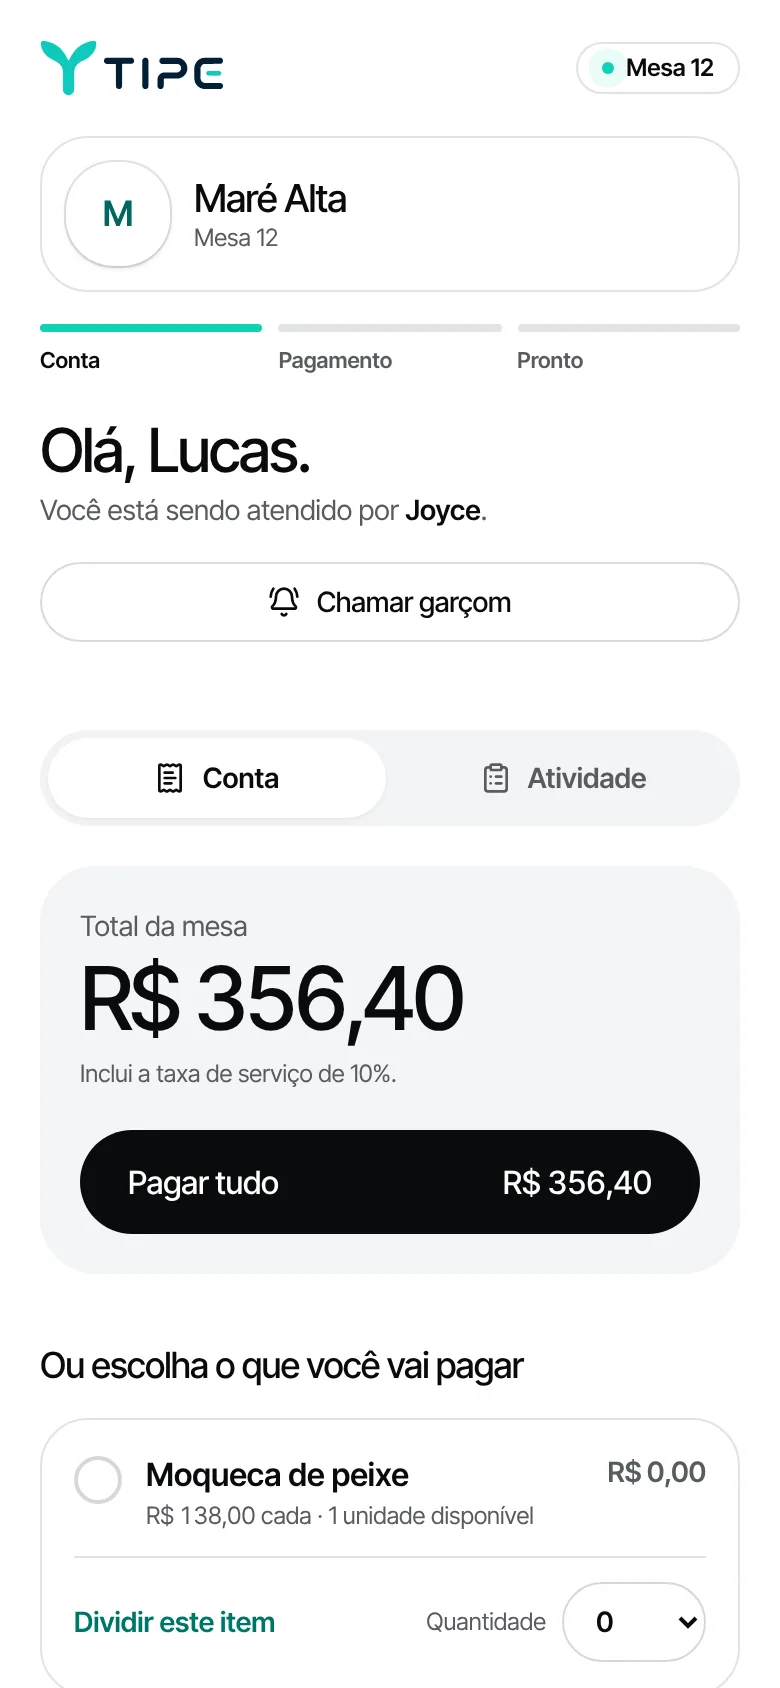 TIPE
Mesa 12
M
Maré Alta
Mesa 12
Conta
Pagamento
Pronto
Olá, Lucas.
Você está sendo atendido por Joyce.
Chamar garçom
Conta
Atividade
Total da mesa
R$ 356,40
Inclui a taxa de serviço de 10%.
Pagar tudo
R$ 356,40
Ou escolha o que você vai pagar
Moqueca de peixe
R$ 0,00
R$ 138,00 cada · 1 unidade disponível
Dividir este item
Quantidade
0